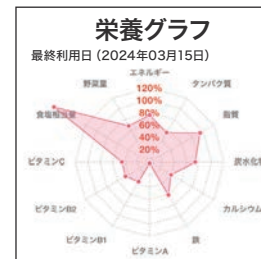 栄養グラフ
最終利用日(2024年03月15日)
エネルギー
野菜量
タンパク質
120%
100%
80%
60%
40%
20%
食塩相当量
脂質
ビタミンC
炭水化物
ビタミンB2
カルシウム
ビタミンB1
鉄
ビタミンA